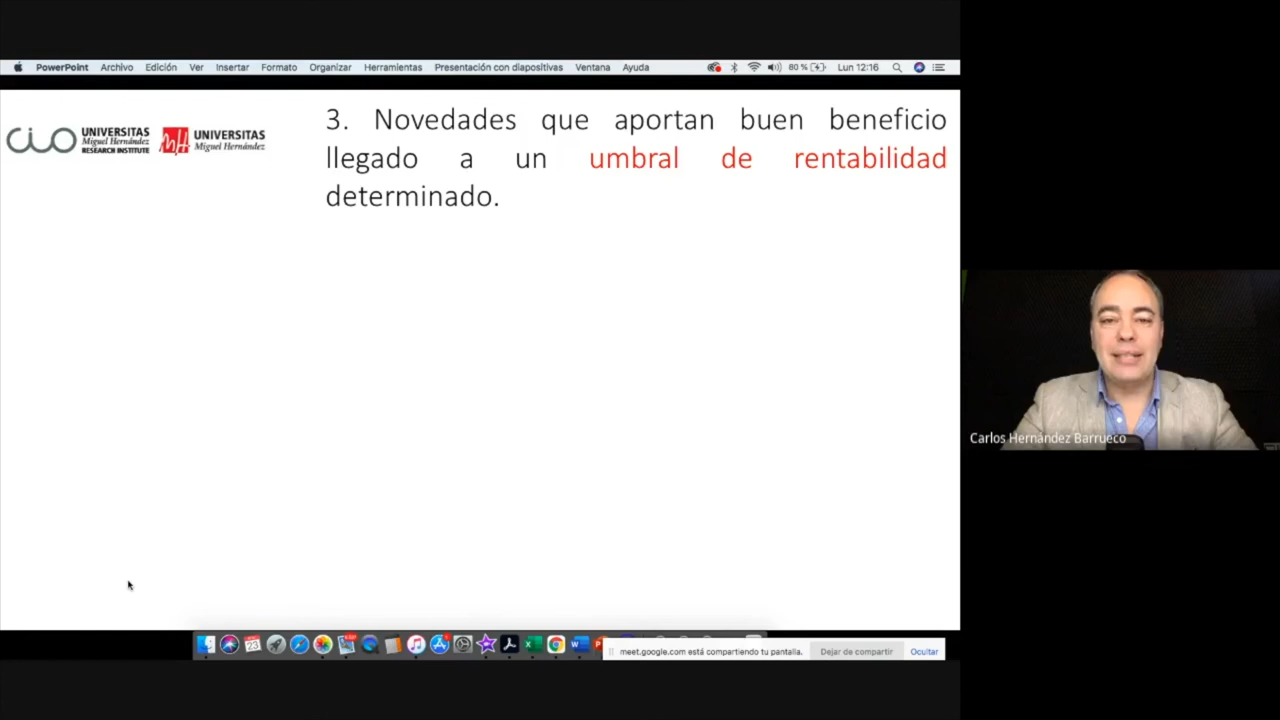 PowerPoint Archivo Edición Ver Insertar Formato Organizar Herramientas Presentación con diapositivas Ventana Ayuda 80 % Lun 12:16
3. Novedades que aportan buen beneficio
llegado a un umbral de rentabilidad
determinado.
CIO UNIVERSITAS
Miguel Hernández
RESEARCH INSTITUTE
UNIVERSITAS
Miguel Hernández
Carlos Hernández Barrueco
23
meet.google.com está compartiendo tu pantalla. Dejar de compartir Ocultar